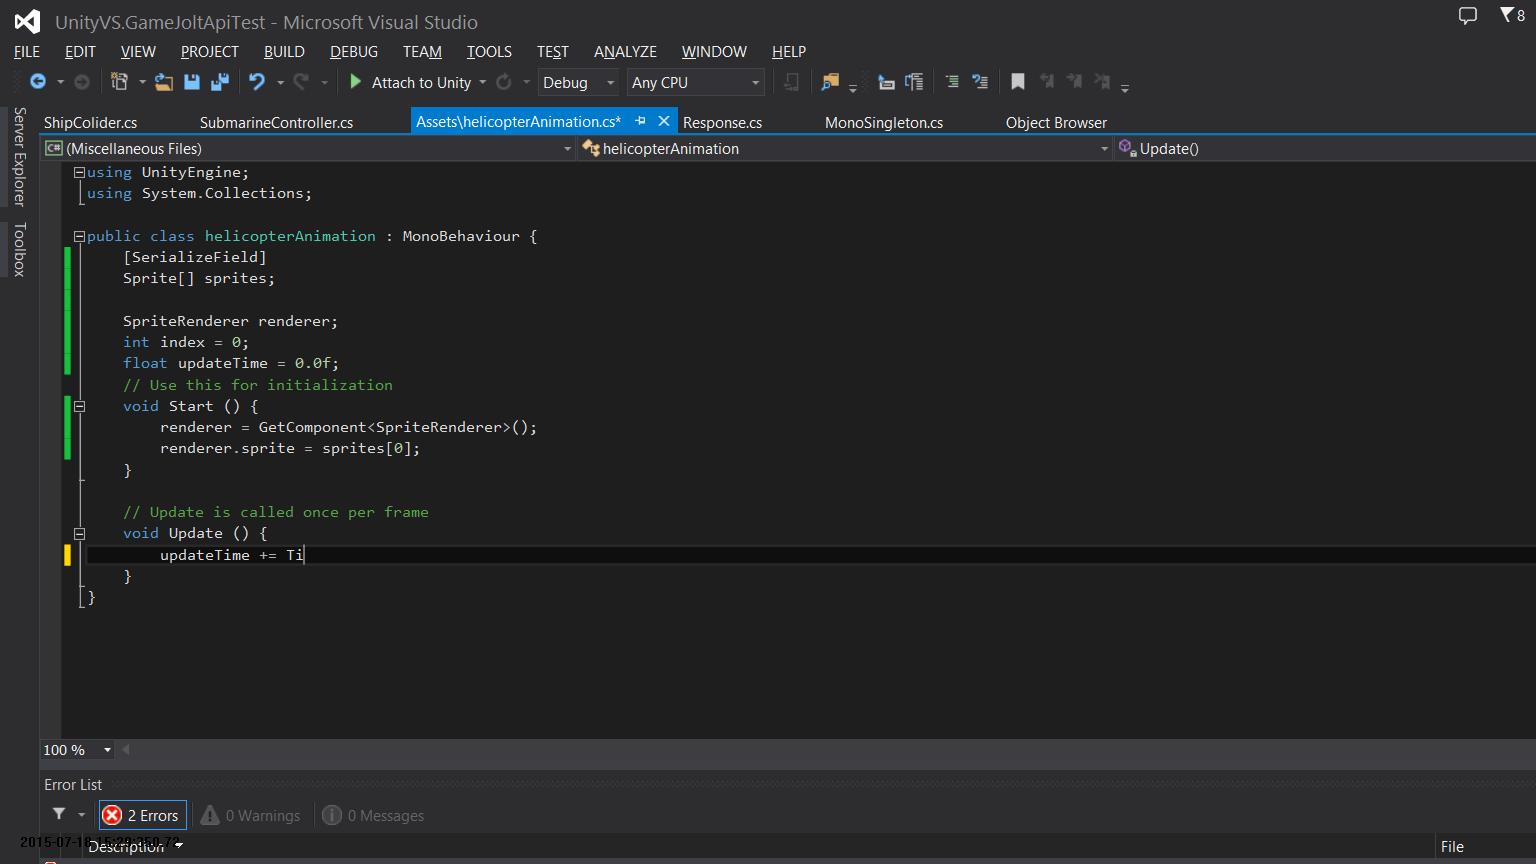 UnityVS.GameJoltApiTest - Microsoft Visual Studio
8
FILE EDIT VIEW PROJECT BUILD DEBUG TEAM TOOLS TEST ANALYZE WINDOW HELP
Attach to Unity Debug Any CPU
Server Explorer
Toolbox
ShipColider.cs SubmarineController.cs Assets\helicopterAnimation.cs* Response.cs MonoSingleton.cs Object Browser
C# (Miscellaneous Files) helicopterAnimation Update()
using UnityEngine;
using System.Collections;
public class helicopterAnimation : MonoBehaviour {
[SerializeField]
Sprite[] sprites;
SpriteRenderer renderer;
int index = 0;
float updateTime = 0.0f;
// Use this for initialization
void Start () {
renderer = GetComponent<SpriteRenderer>();
renderer.sprite = sprites[0];
}
// Update is called once per frame
void Update () {
updateTime += Ti
}
}
100 %
Error List
2 Errors 0 Warnings 0 Messages
Description File